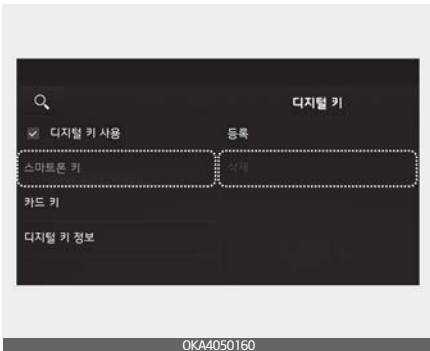 디지털 키
디지털 키 사용
등록
스마트폰 키
삭제
카드 키
디지털 키 정보
OKA4050160